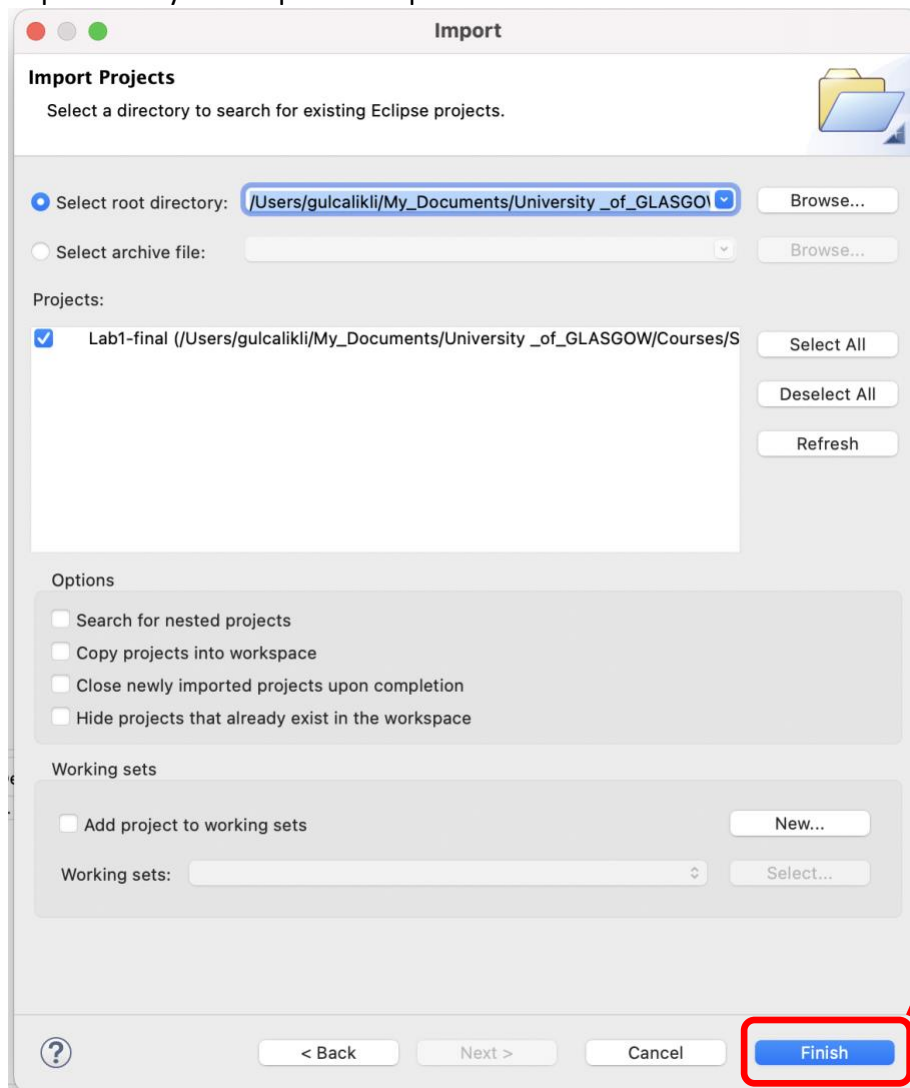 Import
Import Projects
Select a directory to search for existing Eclipse projects.
Select root directory: /Users/gulcalikli/My_Documents/University _of_GLASGO Browse...
Select archive file: Browse...
Projects:
Lab1-final (/Users/gulcalikli/My_Documents/University _of_GLASGOW/Courses/S
Select All
Deselect All
Refresh
Options
Search for nested projects
Copy projects into workspace
Close newly imported projects upon completion
Hide projects that already exist in the workspace
Working sets
Add project to working sets New...
Working sets: Select...
? < Back Next > Cancel Finish